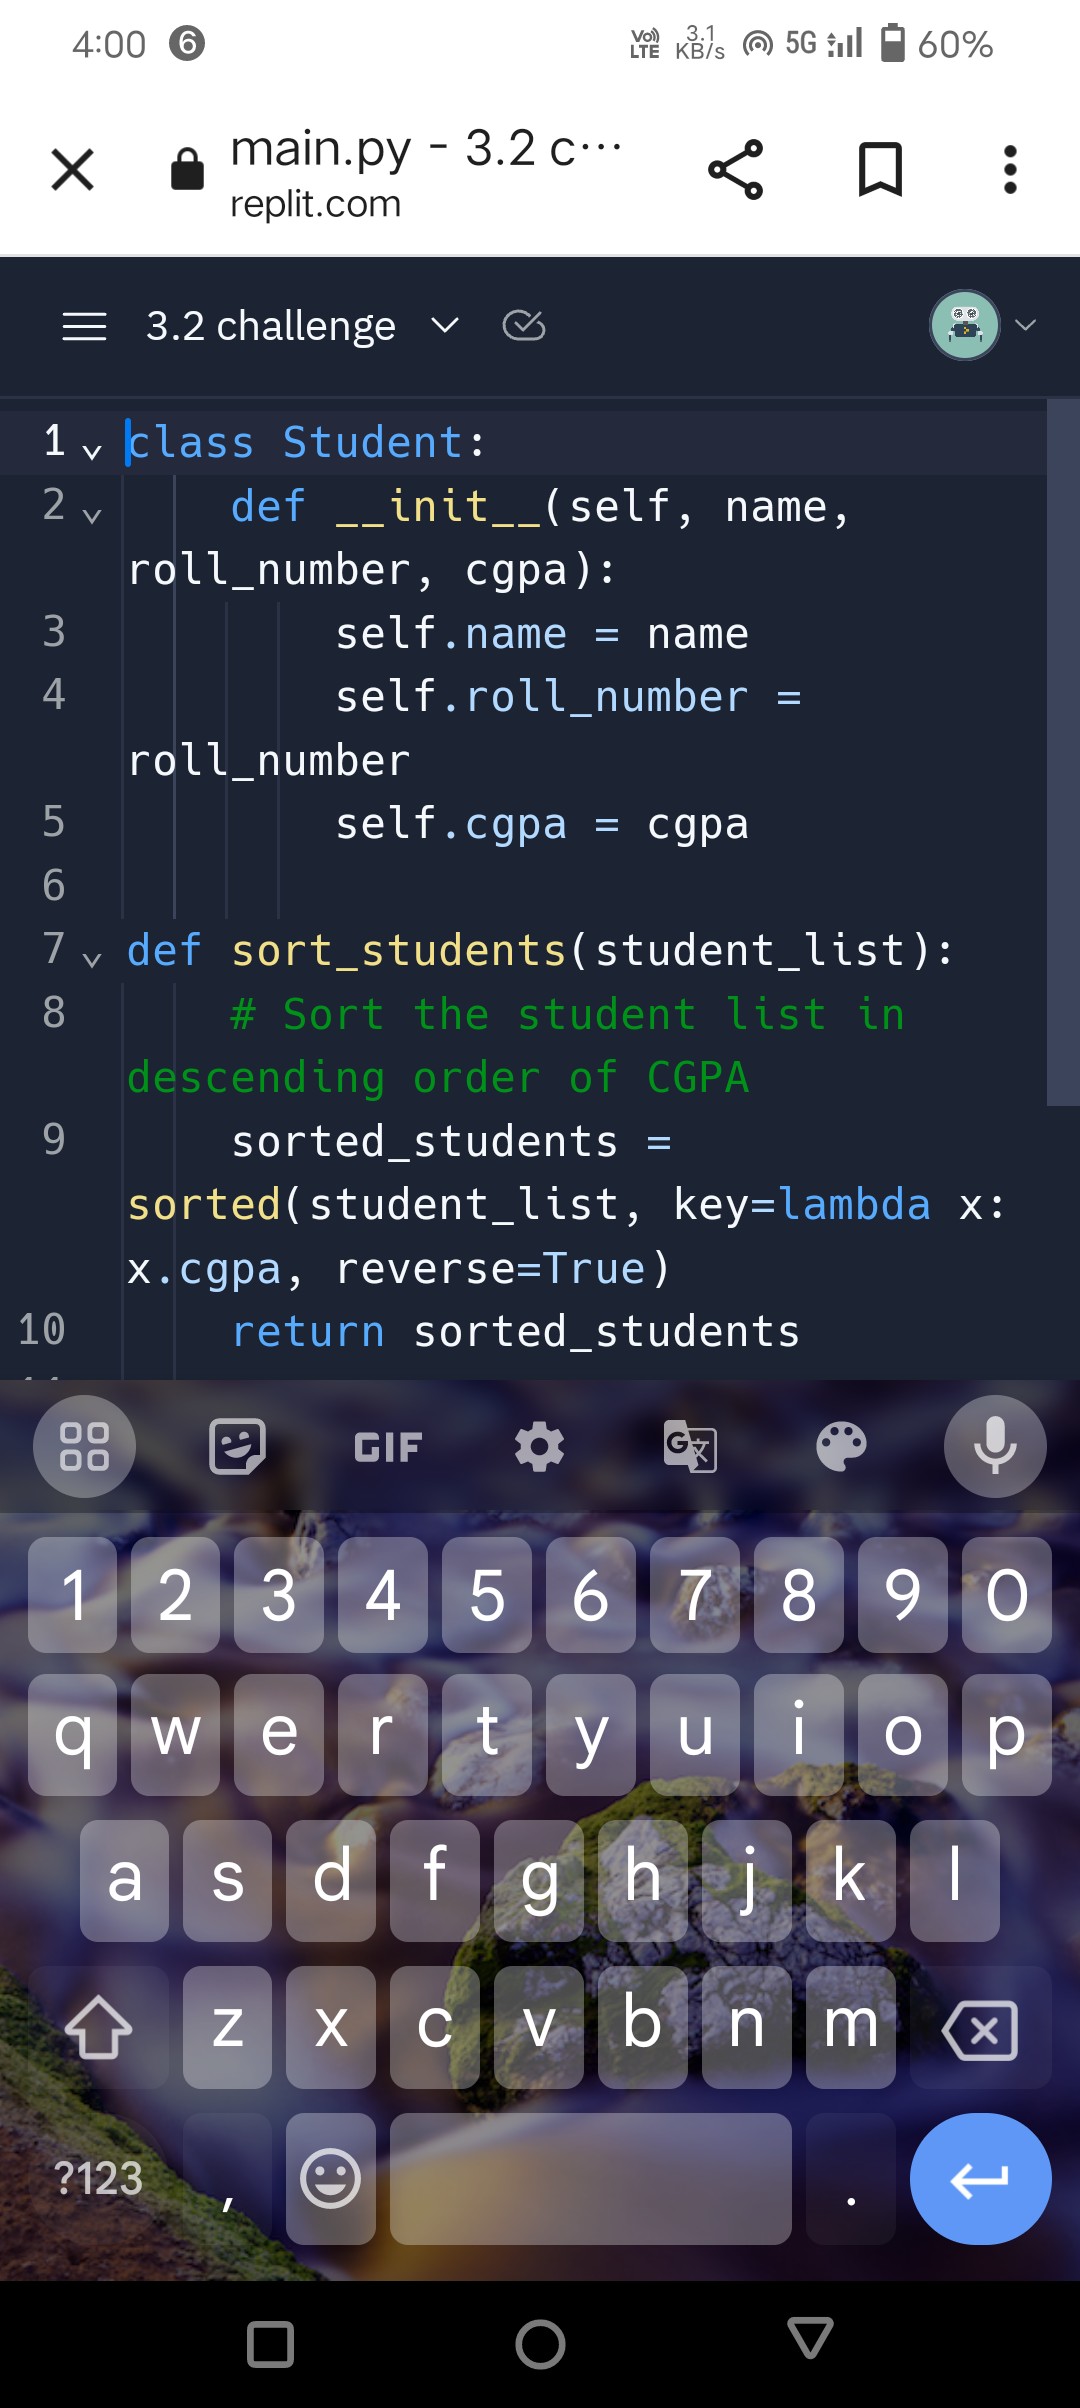 4:00 6 Vo) LTE 3.1 KB/s 5G 60%
main.py - 3.2 c···
replit.com
3.2 challenge
1 class Student:
2 def __init__(self, name,
roll_number, cgpa):
3 self.name = name
4 self.roll_number =
roll_number
5 self.cgpa = cgpa
6
7 def sort_students(student_list):
8 # Sort the student list in
descending order of CGPA
9 sorted_students =
sorted(student_list, key=lambda x:
x.cgpa, reverse=True)
10 return sorted_students
GIF G 文
1 2 3 4 5 6 7 8 9 0
q w e r t y u i o p
a s d f g h j k l
z x c v b n m
?123 , .